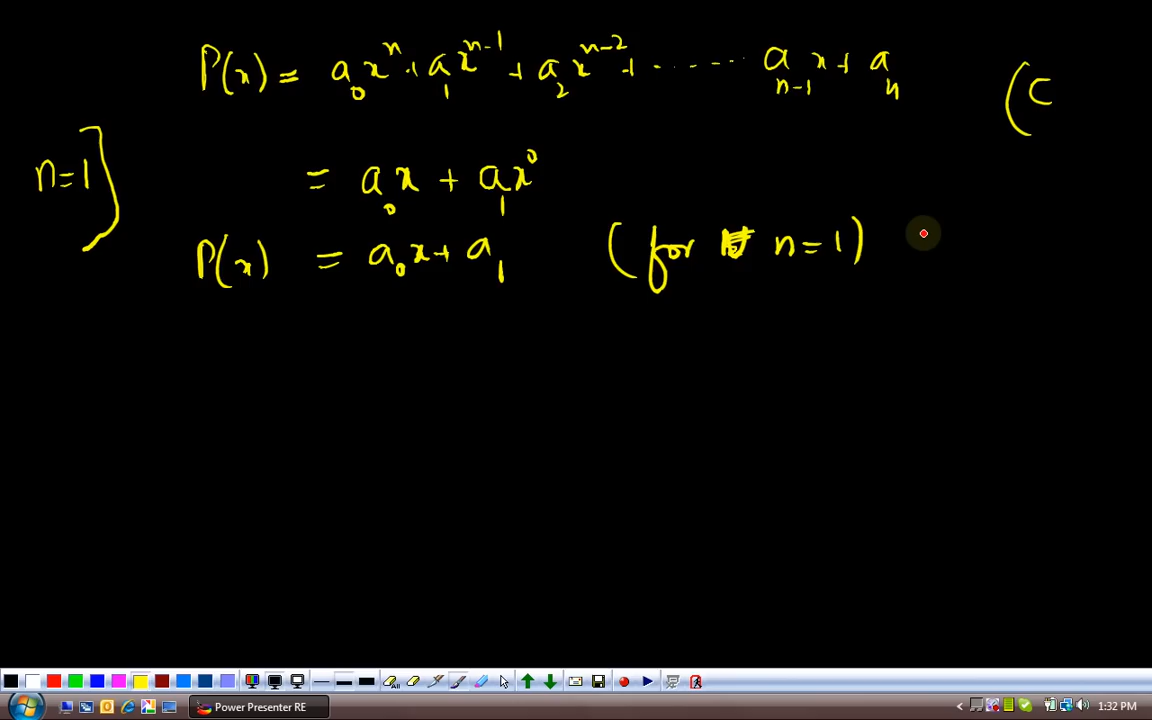 P(x) = a₀xⁿ + a₁xⁿ⁻¹ + a₂xⁿ⁻² + ...... aₙ₋₁ x + aₙ (C
n=1} = a₀x + a₁x⁰
P(x) = a₀x + a₁ (for n=1)
Power Presenter RE
1:32 PM